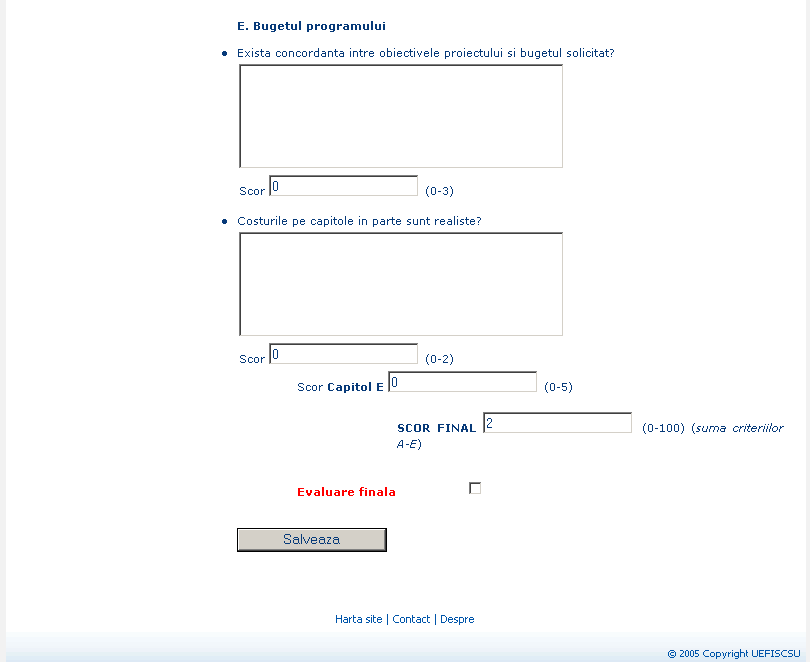 E. Bugetul programului
• Exista concordanta intre obiectivele proiectului si bugetul solicitat?
Scor 0 (0-3)
• Costurile pe capitole in parte sunt realiste?
Scor 0 (0-2)
Scor Capitol E 0 (0-5)
SCOR FINAL 2 (0-100) (suma criteriilor
A-E)
Evaluare finala
Salveaza
Harta site | Contact | Despre
© 2005 Copyright UEFISCSU